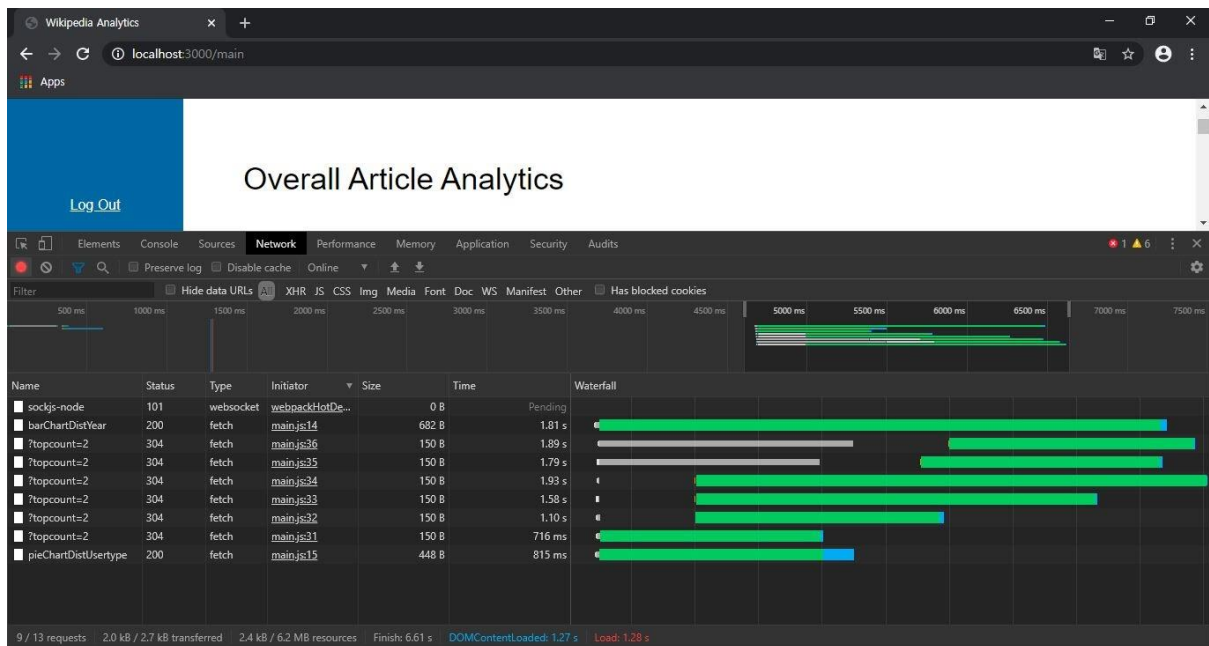 Wikipedia Analytics
localhost:3000/main
Apps
Log Out
Overall Article Analytics
Elements Console Sources Network Performance Memory Application Security Audits 1 6
Preserve log Disable cache Online
Filter Hide data URLs All XHR JS CSS Img Media Font Doc WS Manifest Other Has blocked cookies
500 ms 1000 ms 1500 ms 2000 ms 2500 ms 3000 ms 3500 ms 4000 ms 4500 ms 5000 ms 5500 ms 6000 ms 6500 ms 7000 ms 7500 ms
Name Status Type Initiator Size Time Waterfall
sockjs-node 101 websocket webpackHotDe... 0 B Pending
barChartDistYear 200 fetch main.js:14 682 B 1.81 s
?topcount=2 304 fetch main.js:36 150 B 1.89 s
?topcount=2 304 fetch main.js:35 150 B 1.79 s
?topcount=2 304 fetch main.js:34 150 B 1.93 s
?topcount=2 304 fetch main.js:33 150 B 1.58 s
?topcount=2 304 fetch main.js:32 150 B 1.10 s
?topcount=2 304 fetch main.js:31 150 B 716 ms
pieChartDistUsertype 200 fetch main.js:15 448 B 815 ms
9 / 13 requests 2.0 kB / 2.7 kB transferred 2.4 kB / 6.2 MB resources Finish: 6.61 s DOMContentLoaded: 1.27 s Load: 1.28 s